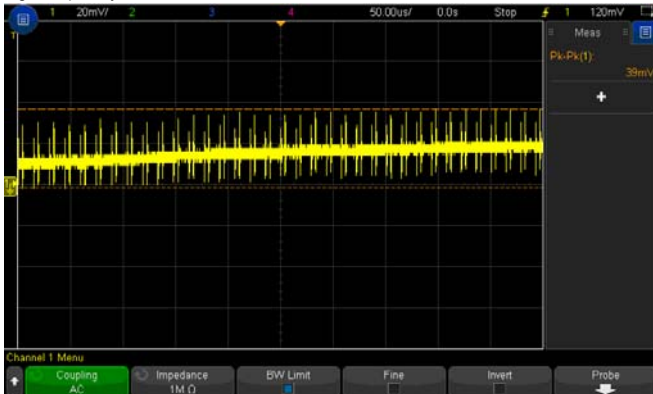 1 20mV/ 2 3 4 50.00us/ 0.0s Stop 1 120mV
T
Meas
Pk-Pk(1):
39mV
+
Channel 1 Menu
Coupling
AC
Impedance
1M Ω
BW Limit
Fine
Invert
Probe